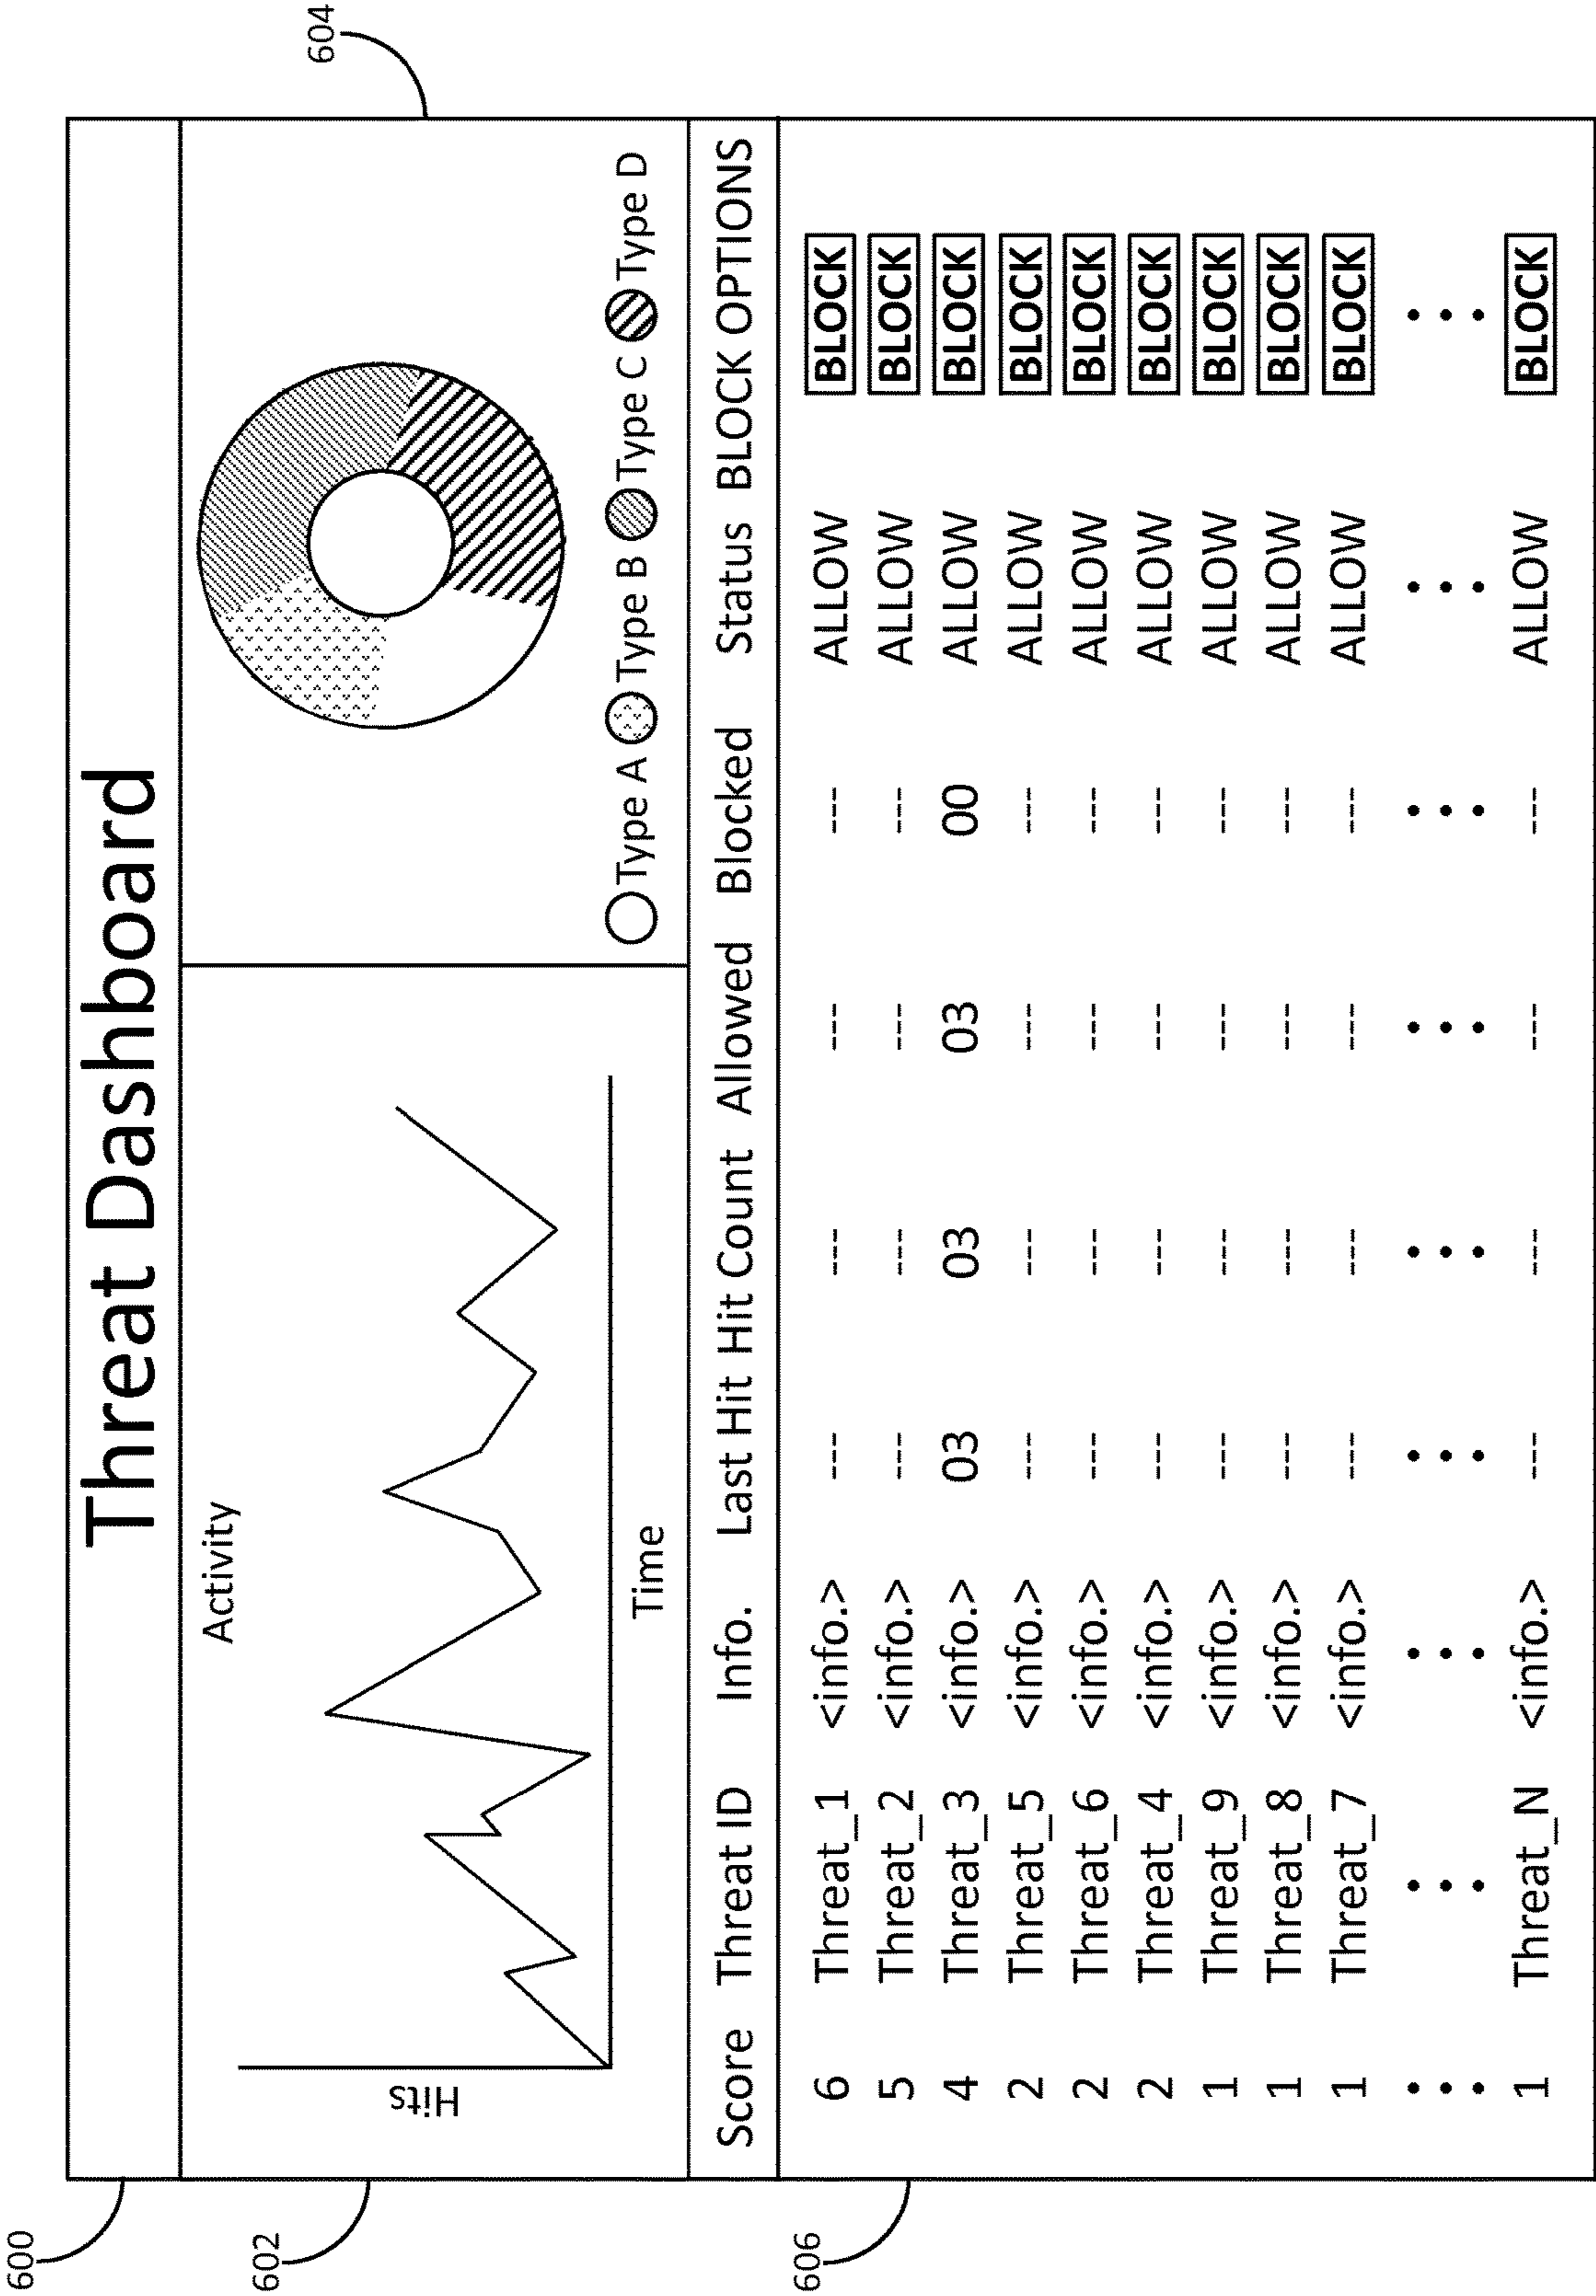 600
Threat Dashboard
602
604
Activity
Hits
Time
Type A Type B Type C Type D
606
Score Threat ID Info. Last Hit Hit Count Allowed Blocked Status BLOCK OPTIONS
6 Threat_1 <info.> --- --- --- --- ALLOW BLOCK
5 Threat_2 <info.> --- --- --- --- ALLOW BLOCK
4 Threat_3 <info.> 03 03 03 00 ALLOW BLOCK
2 Threat_5 <info.> --- --- --- --- ALLOW BLOCK
2 Threat_6 <info.> --- --- --- --- ALLOW BLOCK
2 Threat_4 <info.> --- --- --- --- ALLOW BLOCK
1 Threat_9 <info.> --- --- --- --- ALLOW BLOCK
1 Threat_8 <info.> --- --- --- --- ALLOW BLOCK
1 Threat_7 <info.> --- --- --- --- ALLOW BLOCK
1 Threat_N <info.> --- --- --- --- ALLOW BLOCK